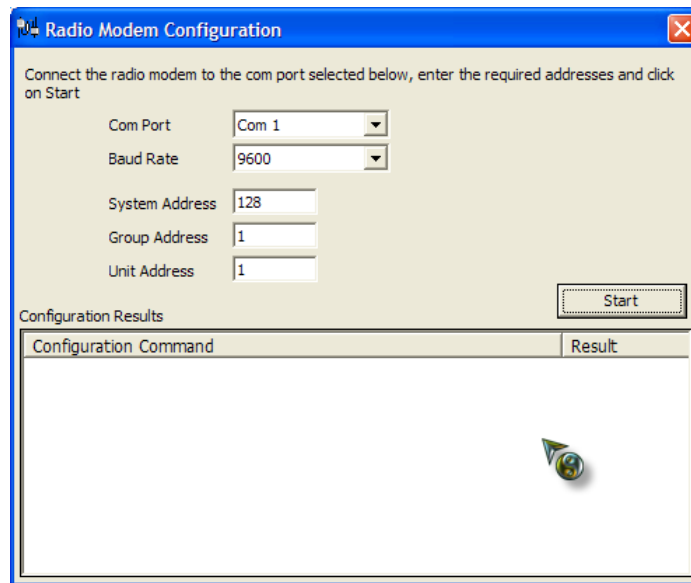 Radio Modem Configuration
Connect the radio modem to the com port selected below, enter the required addresses and click
on Start
Com Port Com 1
Baud Rate 9600
System Address 128
Group Address 1
Unit Address 1
Start
Configuration Results
Configuration Command Result